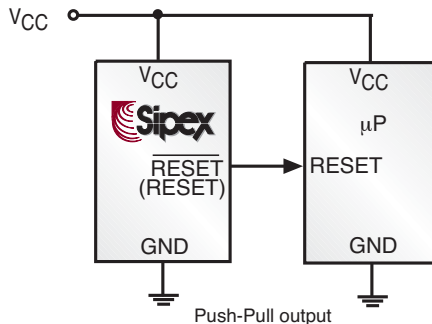 VCC
VCC
Sipex
RESET
(RESET)
GND
VCC
μP
RESET
GND
Push-Pull output